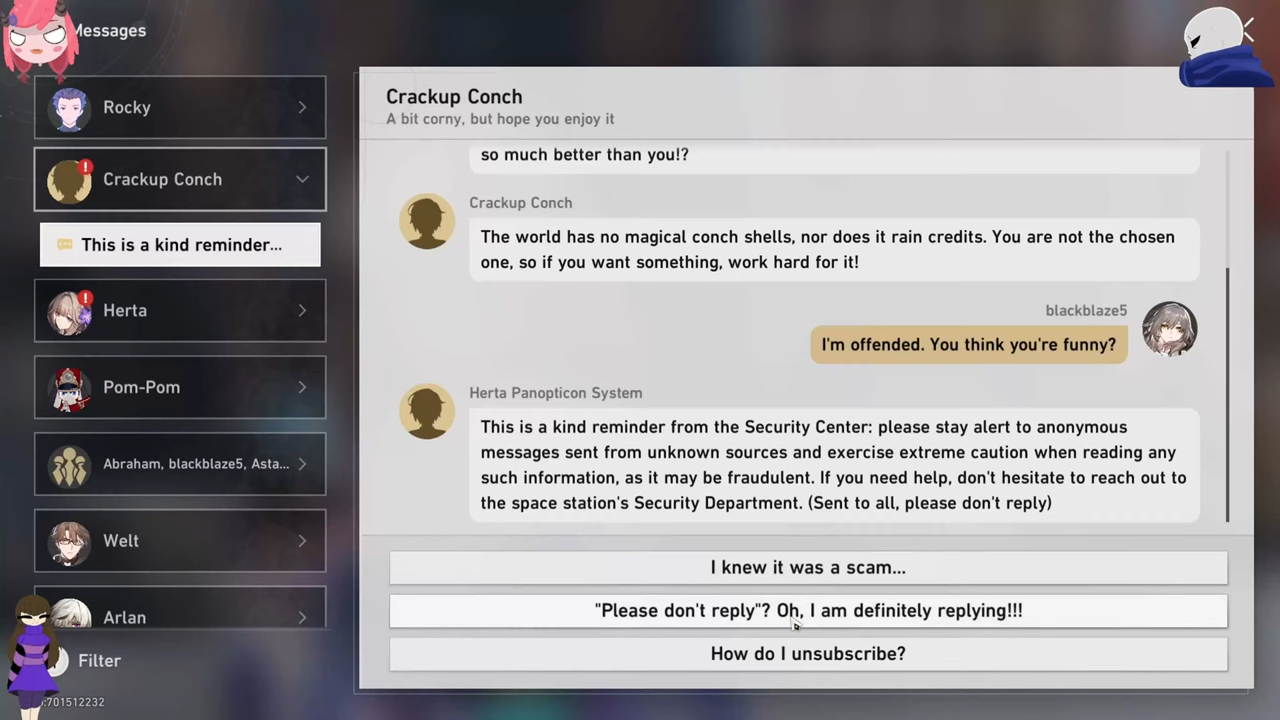 Messages
Rocky
Crackup Conch
This is a kind reminder...
Herta
Pom-Pom
Abraham, blackblaze5, Asta...
Welt
Arlan
Filter
:701512232
Crackup Conch
A bit corny, but hope you enjoy it
so much better than you!?
Crackup Conch
The world has no magical conch shells, nor does it rain credits. You are not the chosen
one, so if you want something, work hard for it!
blackblaze5
I'm offended. You think you're funny?
Herta Panopticon System
This is a kind reminder from the Security Center: please stay alert to anonymous
messages sent from unknown sources and exercise extreme caution when reading any
such information, as it may be fraudulent. If you need help, don't hesitate to reach out to
the space station's Security Department. (Sent to all, please don't reply)
I knew it was a scam...
"Please don't reply"? Oh, I am definitely replying!!!
How do I unsubscribe?